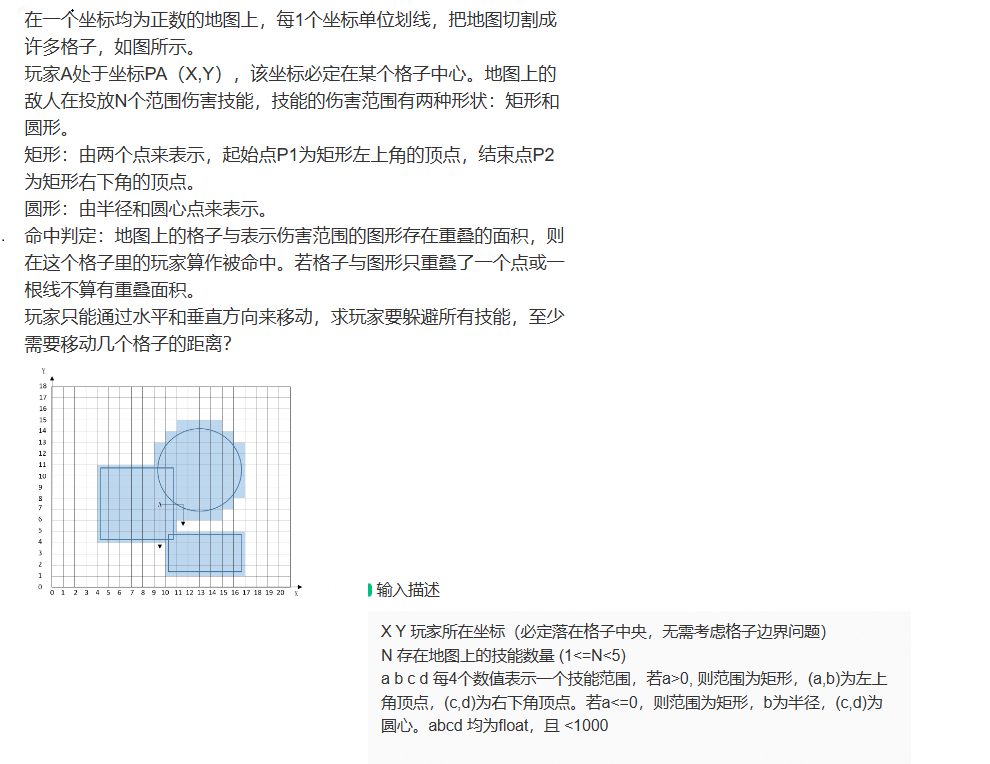 在一个坐标均为正数的地图上，每1个坐标单位划线，把地图切割成
许多格子，如图所示。
玩家A处于坐标PA（X,Y），该坐标必定在某个格子中心。地图上的
敌人在投放N个范围伤害技能，技能的伤害范围有两种形状：矩形和
圆形。
矩形：由两个点来表示，起始点P1为矩形左上角的顶点，结束点P2
为矩形右下角的顶点。
圆形：由半径和圆心点来表示。
命中判定：地图上的格子与表示伤害范围的图形存在重叠的面积，则
在这个格子里的玩家算作被命中。若格子与图形只重叠了一个点或一
根线不算有重叠面积。
玩家只能通过水平和垂直方向来移动，求玩家要躲避所有技能，至少
需要移动几个格子的距离？
Y
18
17
16
15
14
13
12
11
10
9
8
7
6
5
4
3
2
1
0
A
0 1 2 3 4 5 6 7 8 9 10 11 12 13 14 15 16 17 18 19 20 X
输入描述
X Y 玩家所在坐标（必定落在格子中央，无需考虑格子边界问题）
N 存在地图上的技能数量 (1<=N<5)
a b c d 每4个数值表示一个技能范围，若a>0, 则范围为矩形，(a,b)为左上
角顶点，(c,d)为右下角顶点。若a<=0，则范围为矩形，b为半径，(c,d)为
圆心。abcd 均为float，且 <1000